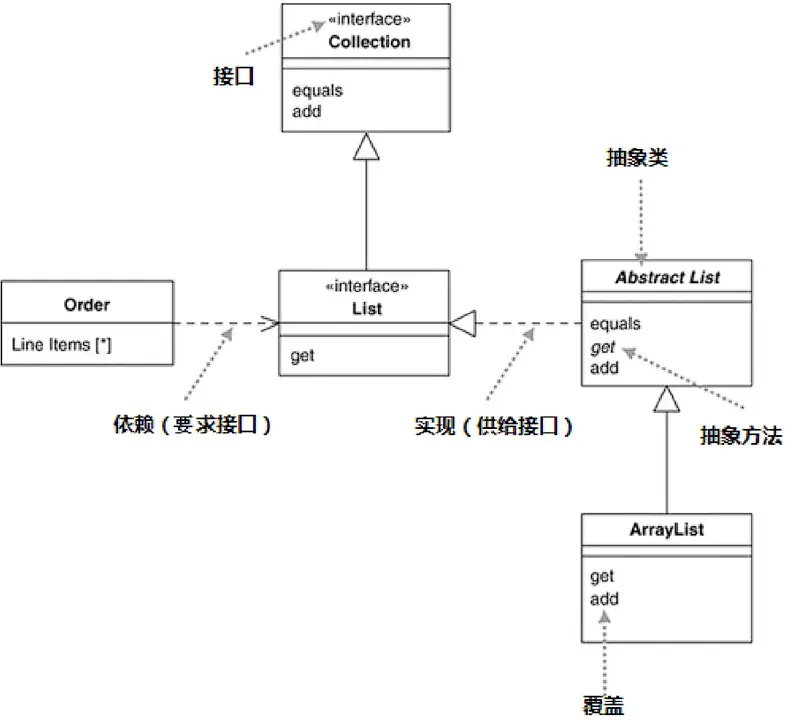 «interface»
Collection
接口
equals
add
抽象类
«interface»
List
get
Abstract List
equals
get
add
Order
Line Items [*]
依赖（要求接口）
实现（供给接口）
抽象方法
ArrayList
get
add
覆盖